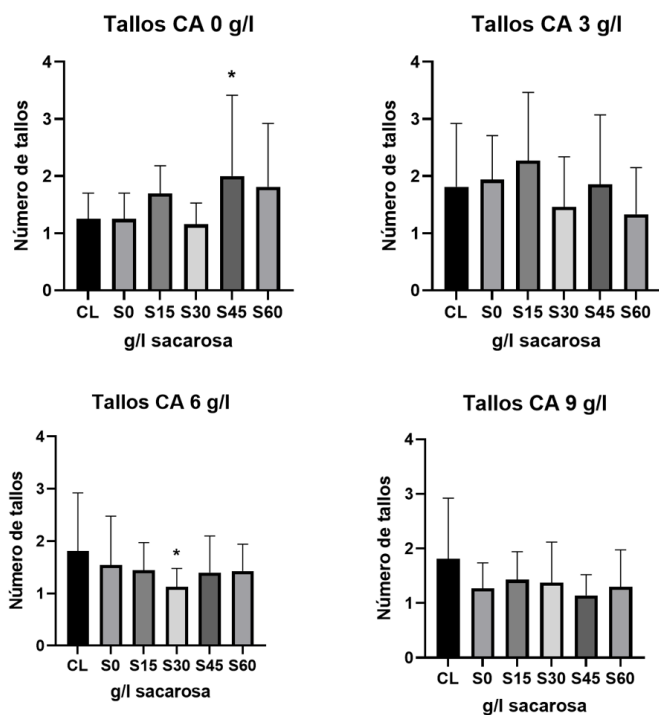 Tallos CA 0 g/l
Número de tallos
4
3
2
1
0
*
CL S0 S15 S30 S45 S60
g/l sacarosa
Tallos CA 3 g/l
Número de tallos
4
3
2
1
0
CL S0 S15 S30 S45 S60
g/l sacarosa
Tallos CA 6 g/l
Número de tallos
4
3
2
1
0
*
CL S0 S15 S30 S45 S60
g/l sacarosa
Tallos CA 9 g/l
Número de tallos
4
3
2
1
0
CL S0 S15 S30 S45 S60
g/l sacarosa